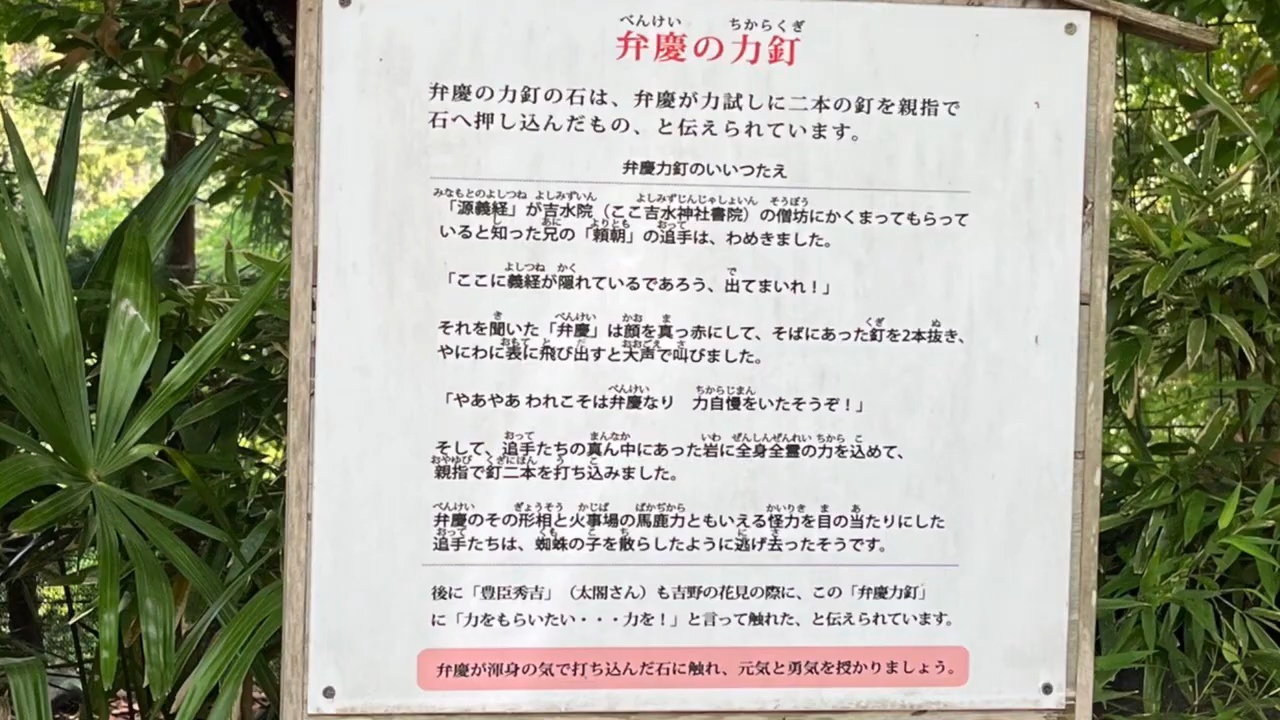 べんけい ちからくぎ
弁慶の力釘
弁慶の力釘の石は、弁慶が力試しに二本の釘を親指で
石へ押し込んだもの、と伝えられています。
弁慶力釘のいいつたえ
みなもとのよしつね よしみずいん よしみずじんじゃしょいん そうぼう
「源義経」が吉水院（ここ吉水神社書院）の僧坊にかくまってもらって
あに よりとも おって
いると知った兄の「頼朝」の追手は、わめきました。
よしつね かく で
「ここに義経が隠れているであろう、出てまいれ！」
き べんけい かお ま くぎ ぬ
それを聞いた「弁慶」は顔を真っ赤にして、そばにあった釘を2本抜き、
おもて と だ おおごえ さ
やにわに表に飛び出すと大声で叫びました。
べんけい ちからじまん
「やあやあ われこそは弁慶なり 力自慢をいたそうぞ！」
おって まんなか いわ ぜんしんぜんれい ちから こ
そして、追手たちの真ん中にあった岩に全身全霊の力を込めて、
おやゆび くぎにほん う こ
親指で釘二本を打ち込みました。
べんけい ぎょうそう かじば ばかぢから かいりき ま あ
弁慶のその形相と火事場の馬鹿力ともいえる怪力を目の当たりにした
おって くも こ ち に さ
追手たちは、蜘蛛の子を散らしたように逃げ去ったそうです。
後に「豊臣秀吉」（太閤さん）も吉野の花見の際に、この「弁慶力釘」
に「力をもらいたい・・・力を！」と言って触れた、と伝えられています。
弁慶が渾身の気で打ち込んだ石に触れ、元気と勇気を授かりましょう。